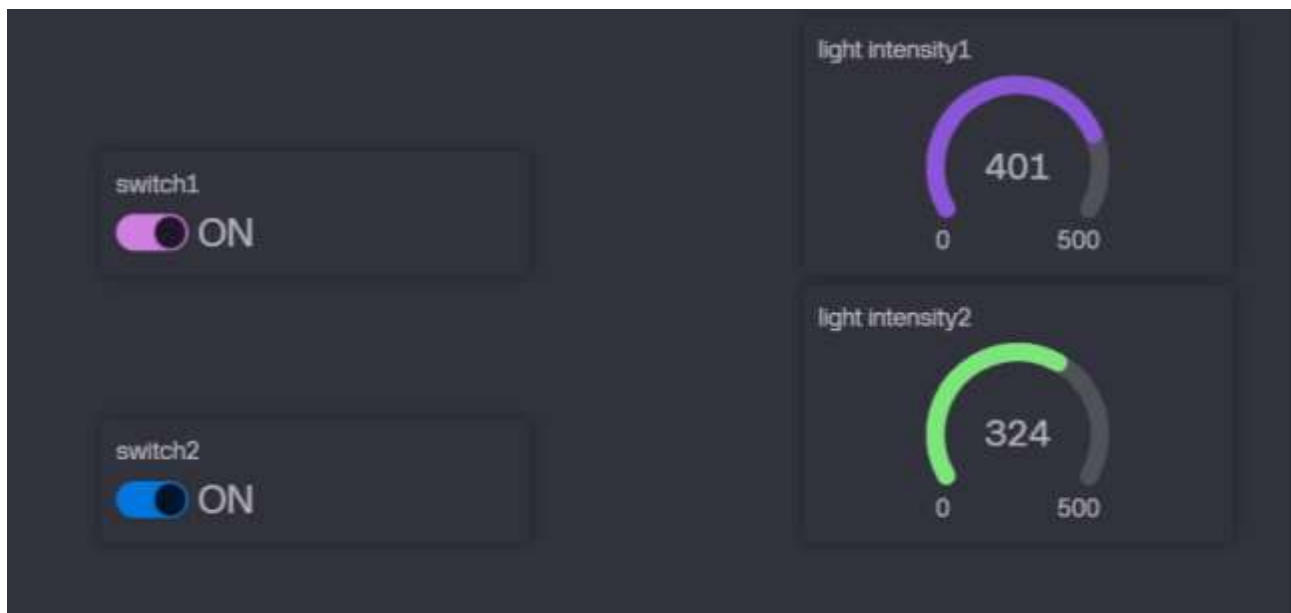 light intensity1
401
0 500
switch1
ON
light intensity2
324
0 500
switch2
ON